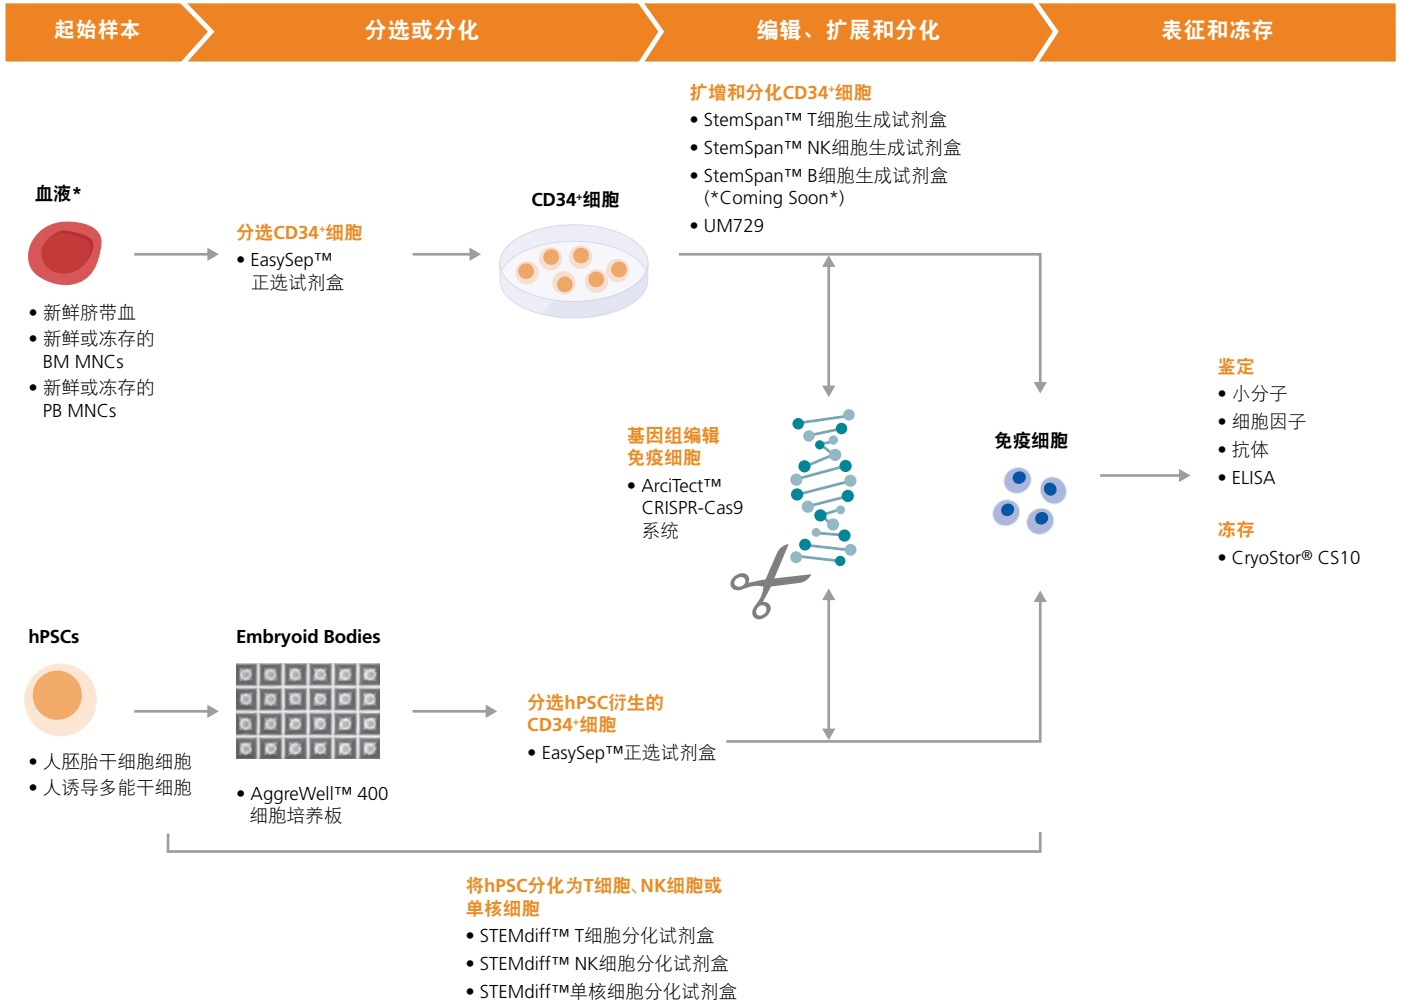 起始样本
分选或分化
编辑、扩展和分化
表征和冻存
扩增和分化CD34⁺细胞
• StemSpan™ T细胞生成试剂盒
• StemSpan™ NK细胞生成试剂盒
• StemSpan™ B细胞生成试剂盒
(*Coming Soon*)
• UM729
血液*
• 新鲜脐带血
• 新鲜或冻存的
BM MNCs
• 新鲜或冻存的
PB MNCs
分选CD34⁺细胞
• EasySep™
正选试剂盒
CD34⁺细胞
基因组编辑
免疫细胞
• ArciTect™
CRISPR-Cas9
系统
免疫细胞
鉴定
• 小分子
• 细胞因子
• 抗体
• ELISA
冻存
• CryoStor® CS10
hPSCs
• 人胚胎干细胞细胞
• 人诱导多能干细胞
Embryoid Bodies
• AggreWell™ 400
细胞培养板
分选hPSC衍生的
CD34⁺细胞
• EasySep™正选试剂盒
将hPSC分化为T细胞、NK细胞或
单核细胞
• STEMdiff™ T细胞分化试剂盒
• STEMdiff™ NK细胞分化试剂盒
• STEMdiff™单核细胞分化试剂盒